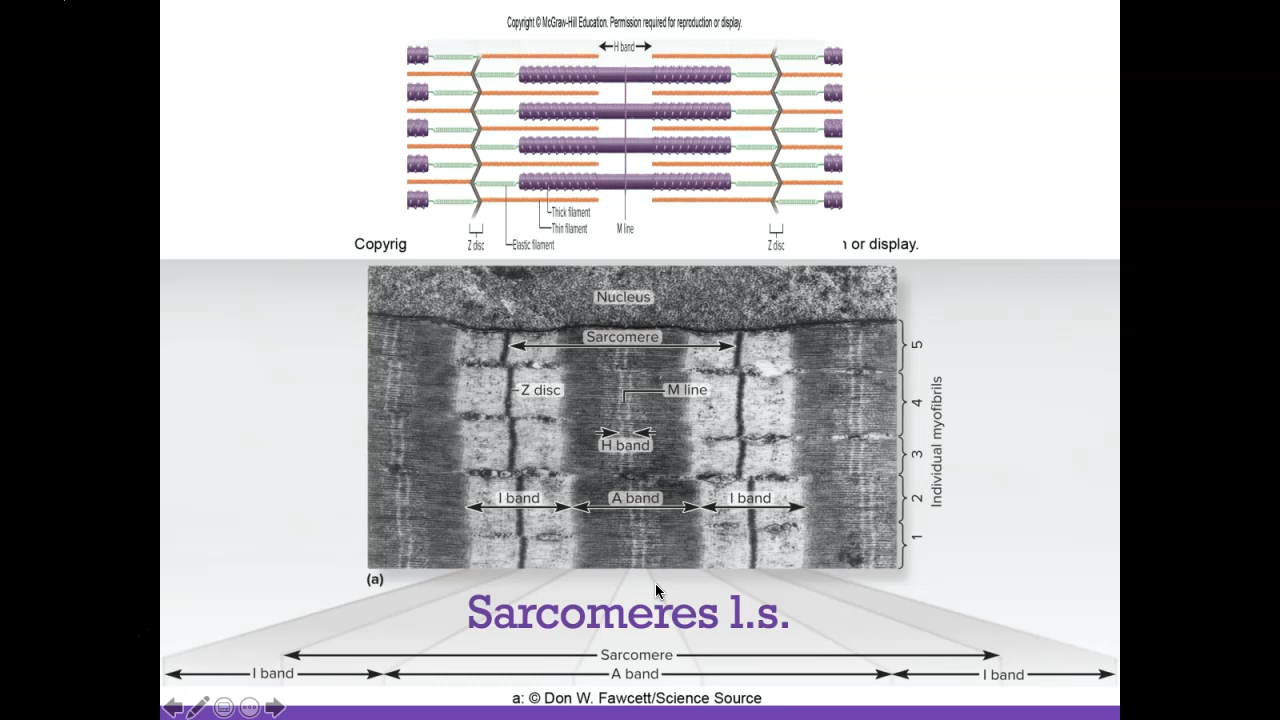 Copyright © McGraw-Hill Education. Permission required for reproduction or display.
H band
Thick filament
Thin filament
M line
Z disc
Elastic filament
Z disc
Copyrig
n or display.
Nucleus
Sarcomere
5
Z disc
M line
4
H band
3
I band
A band
I band
2
1
Individual myofibrils
(a)
Sarcomeres l.s.
Sarcomere
I band
A band
I band
a: © Don W. Fawcett/Science Source